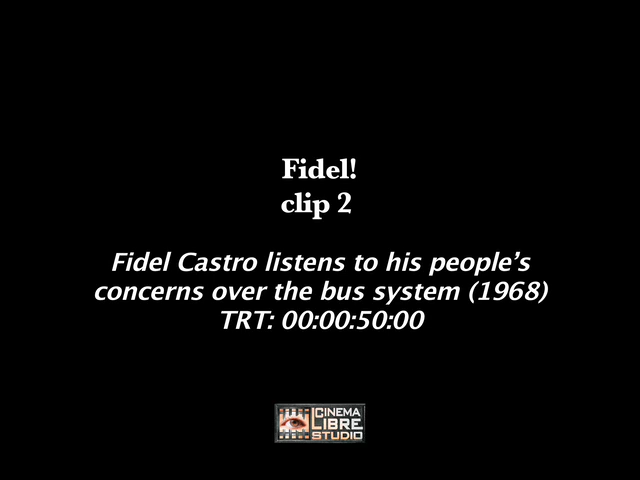 Fidel!
clip 2
Fidel Castro listens to his people's
concerns over the bus system (1968)
TRT: 00:00:50:00
CINEMA
LIBRE
STUDIO